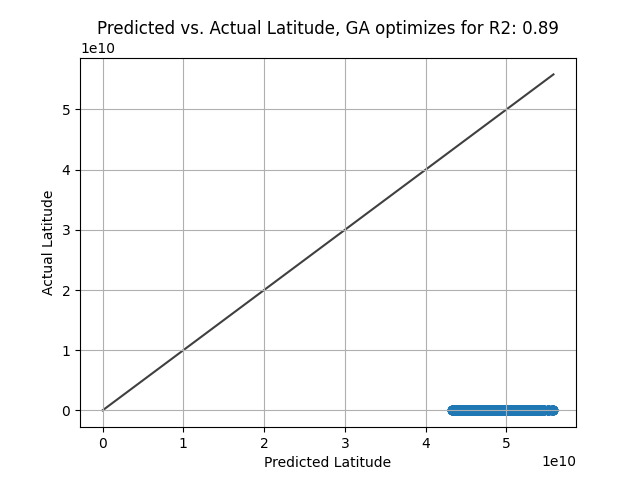 Predicted vs. Actual Latitude, GA optimizes for R2: 0.89
1e10
5
4
3
2
1
0
Actual Latitude
0 1 2 3 4 5
Predicted Latitude
1e10